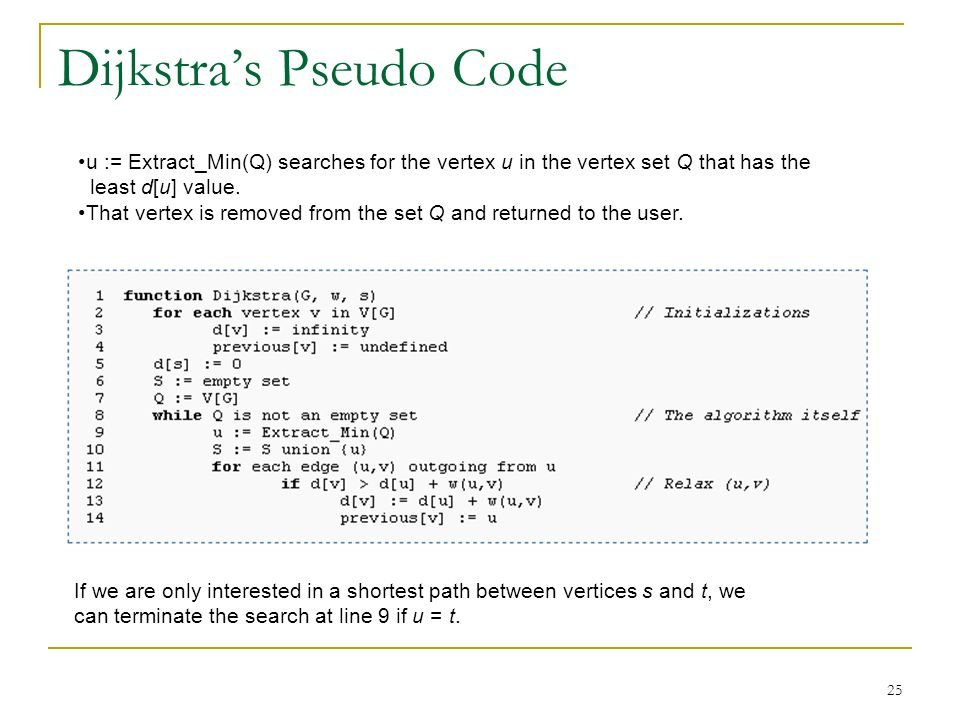 Dijkstra’s Pseudo Code
•u := Extract_Min(Q) searches for the vertex u in the vertex set Q that has the
least d[u] value.
•That vertex is removed from the set Q and returned to the user.
1 function Dijkstra(G, w, s)
2 for each vertex v in V[G] // Initializations
3 d[v] := infinity
4 previous[v] := undefined
5 d[s] := 0
6 S := empty set
7 Q := V[G]
8 while Q is not an empty set // The algorithm itself
9 u := Extract_Min(Q)
10 S := S union {u}
11 for each edge (u,v) outgoing from u
12 if d[v] > d[u] + w(u,v) // Relax (u,v)
13 d[v] := d[u] + w(u,v)
14 previous[v] := u
If we are only interested in a shortest path between vertices s and t, we
can terminate the search at line 9 if u = t.
25